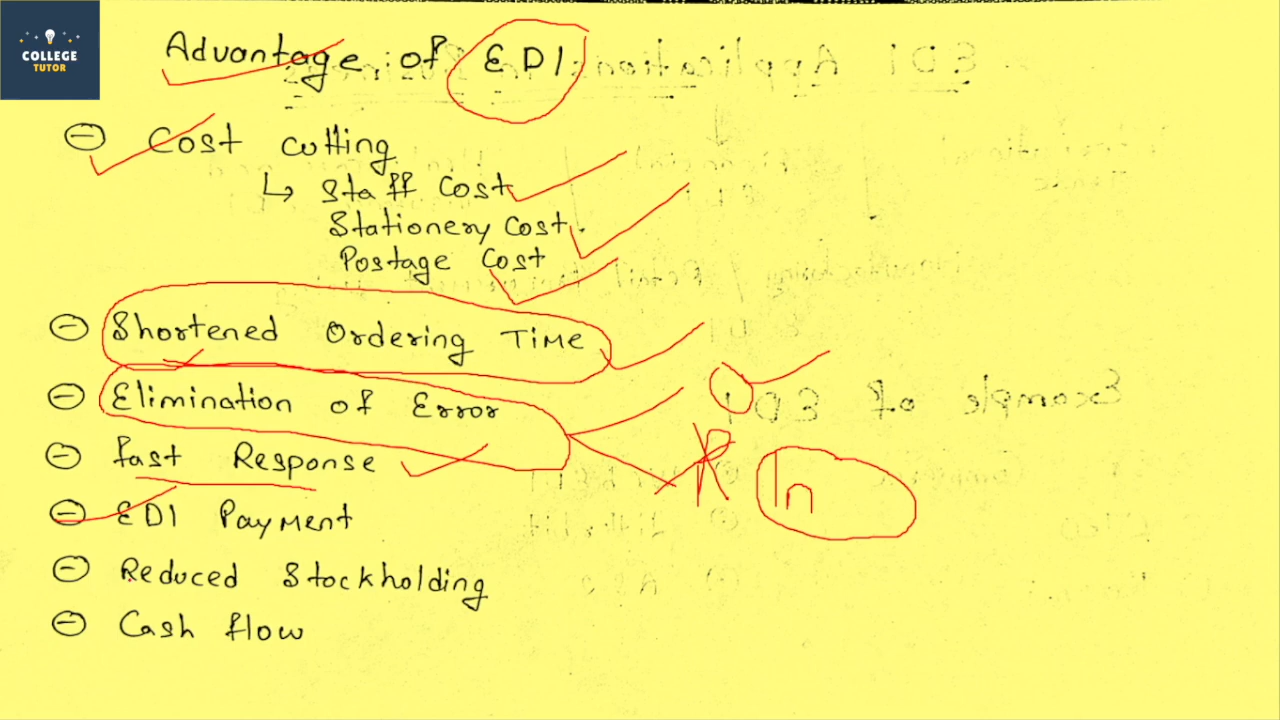 COLLEGE
TUTOR
Advantage of EDI
Cost cutting
↳ Staff Cost
Stationery Cost.
Postage Cost
Shortened Ordering Time
Elimination of Error
fast Response
EDI Payment
Reduced Stockholding
Cash flow
R
In